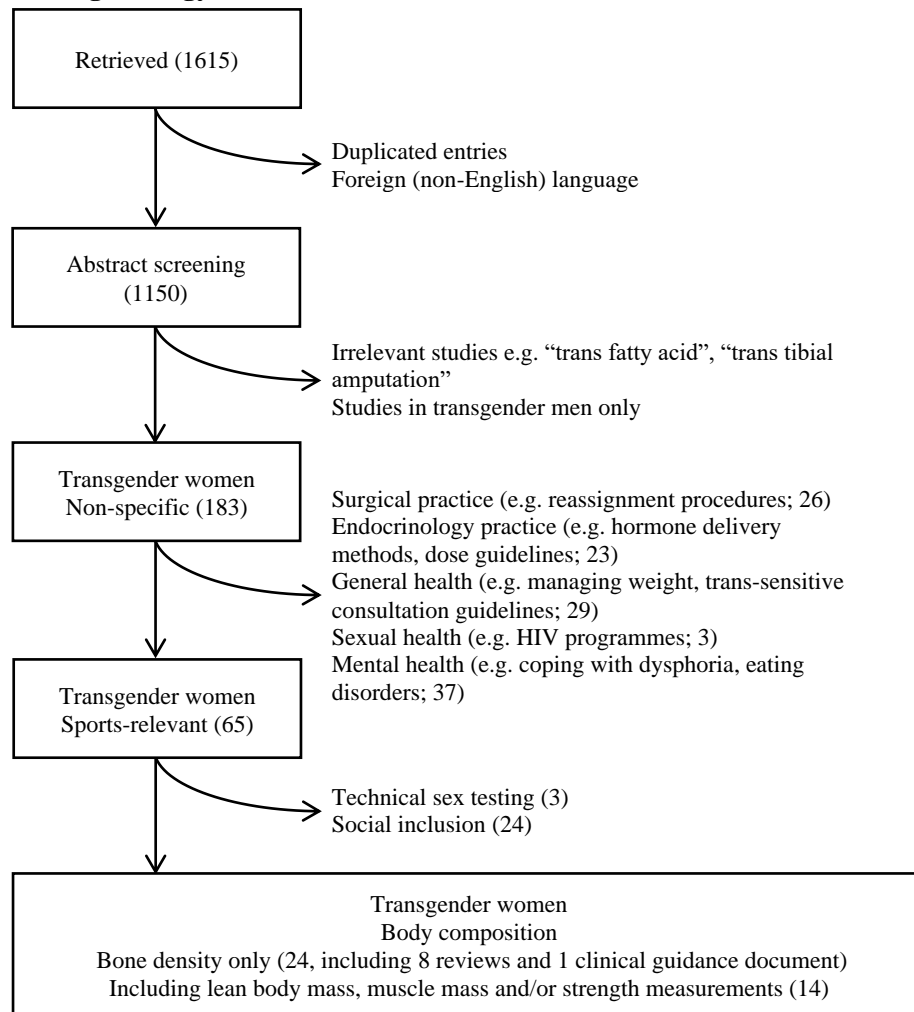 Retrieved (1615)
Duplicated entries
Foreign (non-English) language
Abstract screening
(1150)
Irrelevant studies e.g. “trans fatty acid”, “trans tibial
amputation”
Studies in transgender men only
Transgender women
Non-specific (183)
Surgical practice (e.g. reassignment procedures; 26)
Endocrinology practice (e.g. hormone delivery
methods, dose guidelines; 23)
General health (e.g. managing weight, trans-sensitive
consultation guidelines; 29)
Sexual health (e.g. HIV programmes; 3)
Mental health (e.g. coping with dysphoria, eating
disorders; 37)
Transgender women
Sports-relevant (65)
Technical sex testing (3)
Social inclusion (24)
Transgender women
Body composition
Bone density only (24, including 8 reviews and 1 clinical guidance document)
Including lean body mass, muscle mass and/or strength measurements (14)